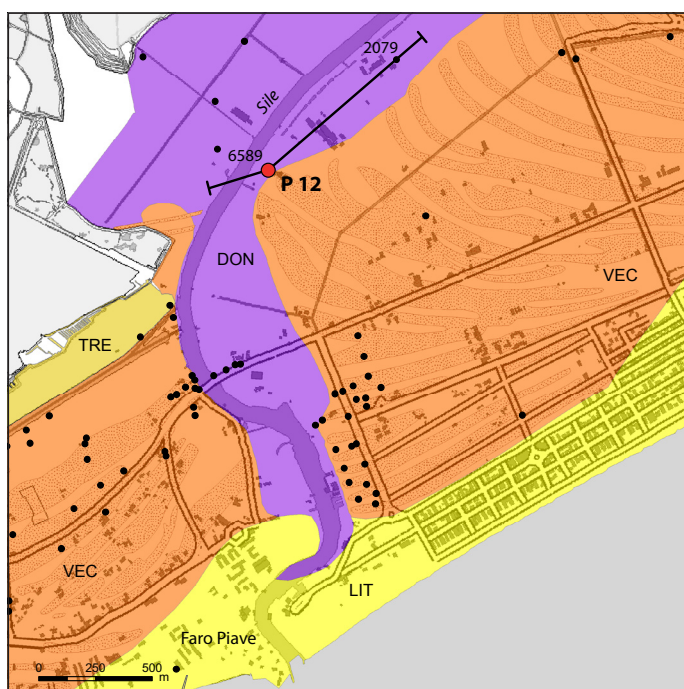 2079
Sile
6589
P 12
DON
VEC
TRE
VEC
LIT
Faro Piave
0 250 500
m